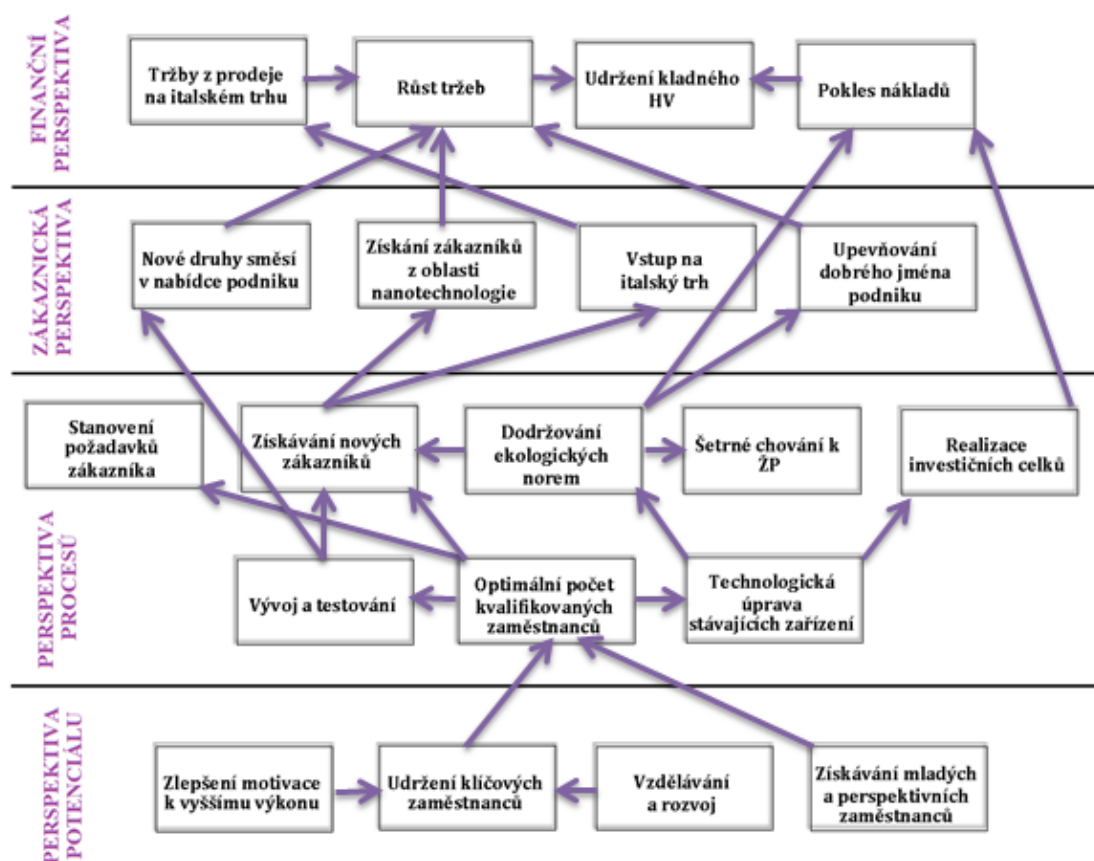 FINANČNÍ
PERSPEKTIVA
Tržby z prodeje
na italském trhu
Růst tržeb
Udržení kladného
HV
Pokles nákladů
ZÁKAZNICKÁ
PERSPEKTIVA
Nové druhy směsí
v nabídce podniku
Získání zákazníků
z oblasti
nanotechnologie
Vstup na
italský trh
Upevňování
dobrého jména
podniku
PERSPEKTIVA
PROCESŮ
Stanovení
požadavků
zákazníka
Získávání nových
zákazníků
Dodržování
ekologických
norem
Šetrné chování k
ŽP
Realizace
investičních celků
Vývoj a testování
Optimální počet
kvalifikovaných
zaměstnanců
Technologická
úprava
stávajících zařízení
PERSPEKTIVA
POTENCIÁLU
Zlepšení motivace
k vyššímu výkonu
Udržení klíčových
zaměstnanců
Vzdělávání
a rozvoj
Získávání mladých
a perspektivních
zaměstnanců